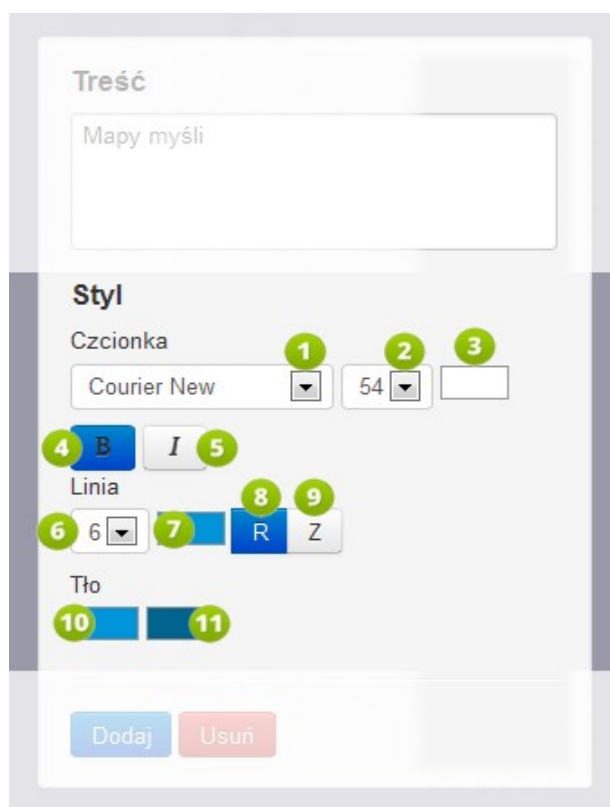 Treść
Mapy myśli
Styl
Czcionka
1 2 3
Courier New 54
4 B I 5
Linia 8 9
6 6 7 R Z
Tło
10 11
Dodaj Usuń